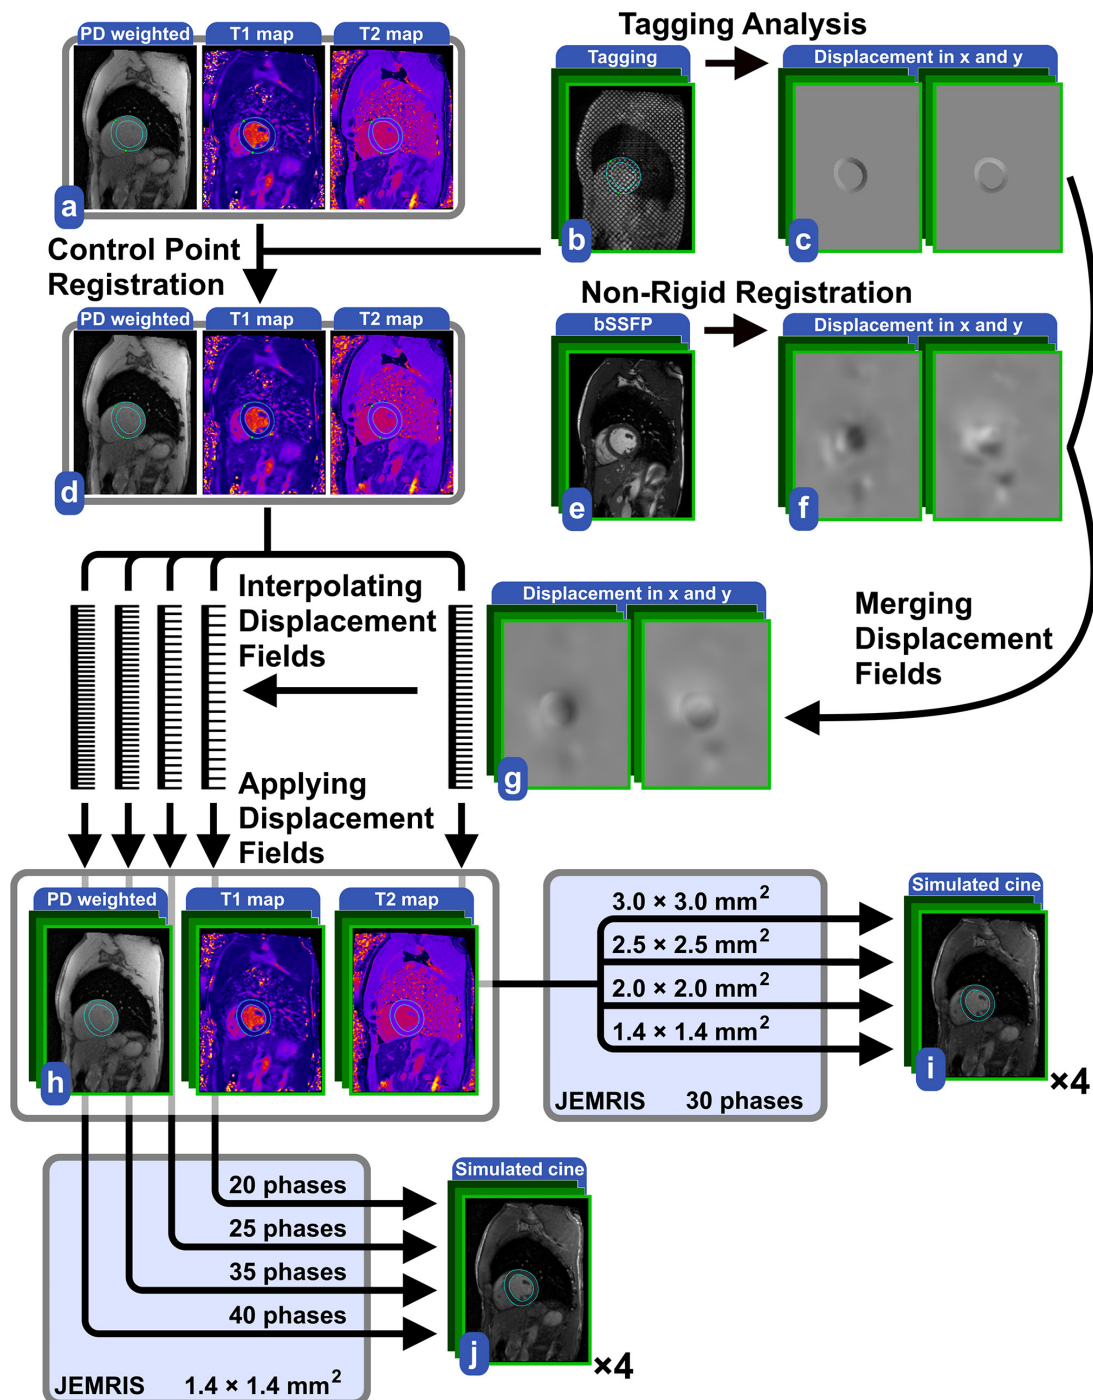 PD weighted
T1 map
T2 map
a
Tagging Analysis
Tagging
b
Displacement in x and y
c
Control Point
Registration
PD weighted
T1 map
T2 map
d
Non-Rigid Registration
bSSFP
e
Displacement in x and y
f
Interpolating
Displacement
Fields
Displacement in x and y
g
Merging
Displacement
Fields
Applying
Displacement
Fields
PD weighted
T1 map
T2 map
h
3.0 × 3.0 mm²
2.5 × 2.5 mm²
2.0 × 2.0 mm²
1.4 × 1.4 mm²
JEMRIS 30 phases
Simulated cine
i
×4
20 phases
25 phases
35 phases
40 phases
JEMRIS 1.4 × 1.4 mm²
Simulated cine
j
×4